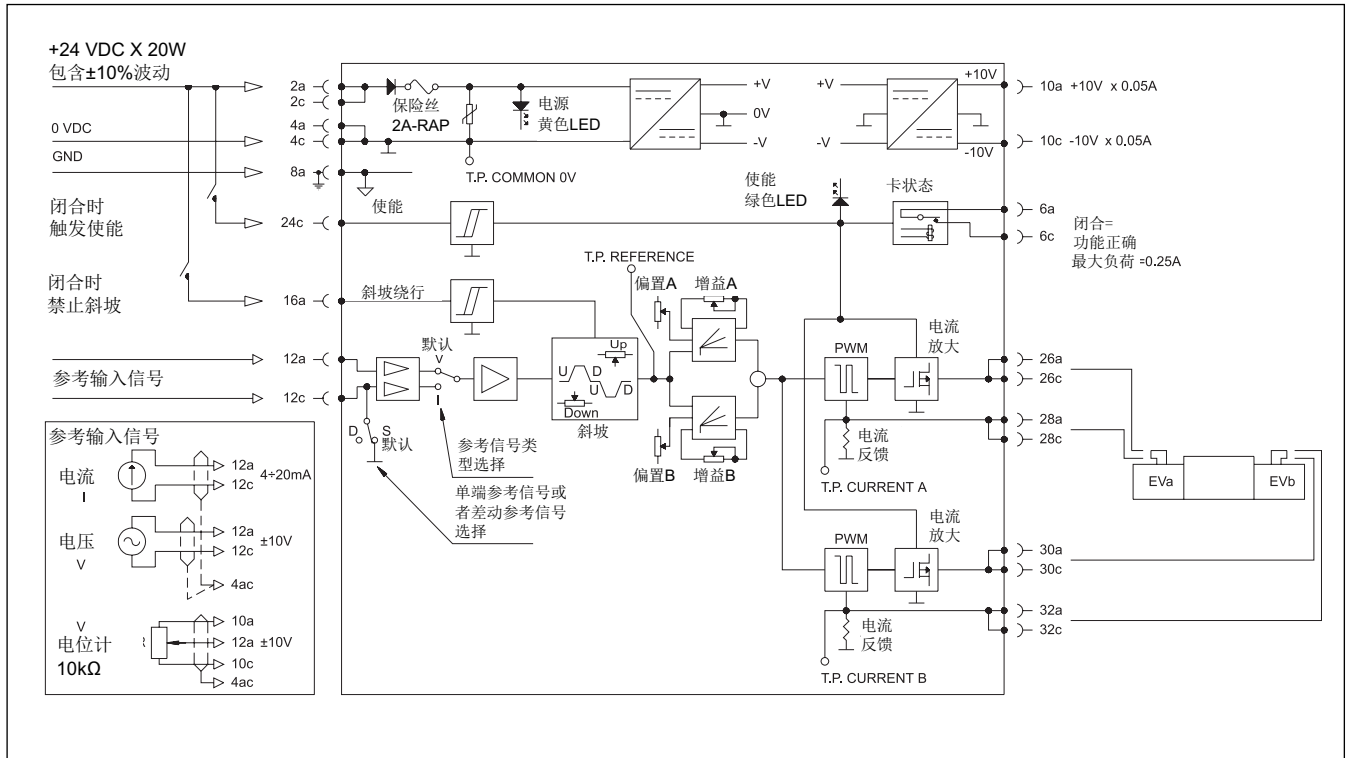 +24 VDC X 20W
包含±10%波动
2a
2c
0 VDC
4a
4c
GND
8a
闭合时
触发使能
24c
闭合时
禁止斜坡
16a
12a
参考输入信号
12c
保险丝
2A-RAP
电源
黄色LED
T.P. COMMON 0V
+V
0V
-V
+V
-V
+10V
-10V
10a +10V x 0.05A
10c -10V x 0.05A
使能
使能
绿色LED
卡状态
6a
6c
闭合=
功能正确
最大负荷 =0.25A
T.P. REFERENCE
斜坡绕行
偏置A
增益A
默认
V
I
Up
U
D
U
D
Down
斜坡
D
S
默认
参考信号类
型选择
单端参考信号或
者差动参考信号
选择
偏置B
增益B
PWM
电流
放大
26a
26c
28a
28c
电流
反馈
T.P. CURRENT A
EVa
EVb
PWM
电流
放大
30a
30c
32a
32c
电流
反馈
T.P. CURRENT B
参考输入信号
电流
I
12a
12c
4÷20mA
电压
V
12a
12c
±10V
4ac
V
电位计
10kΩ
10a
12a ±10V
10c
4ac